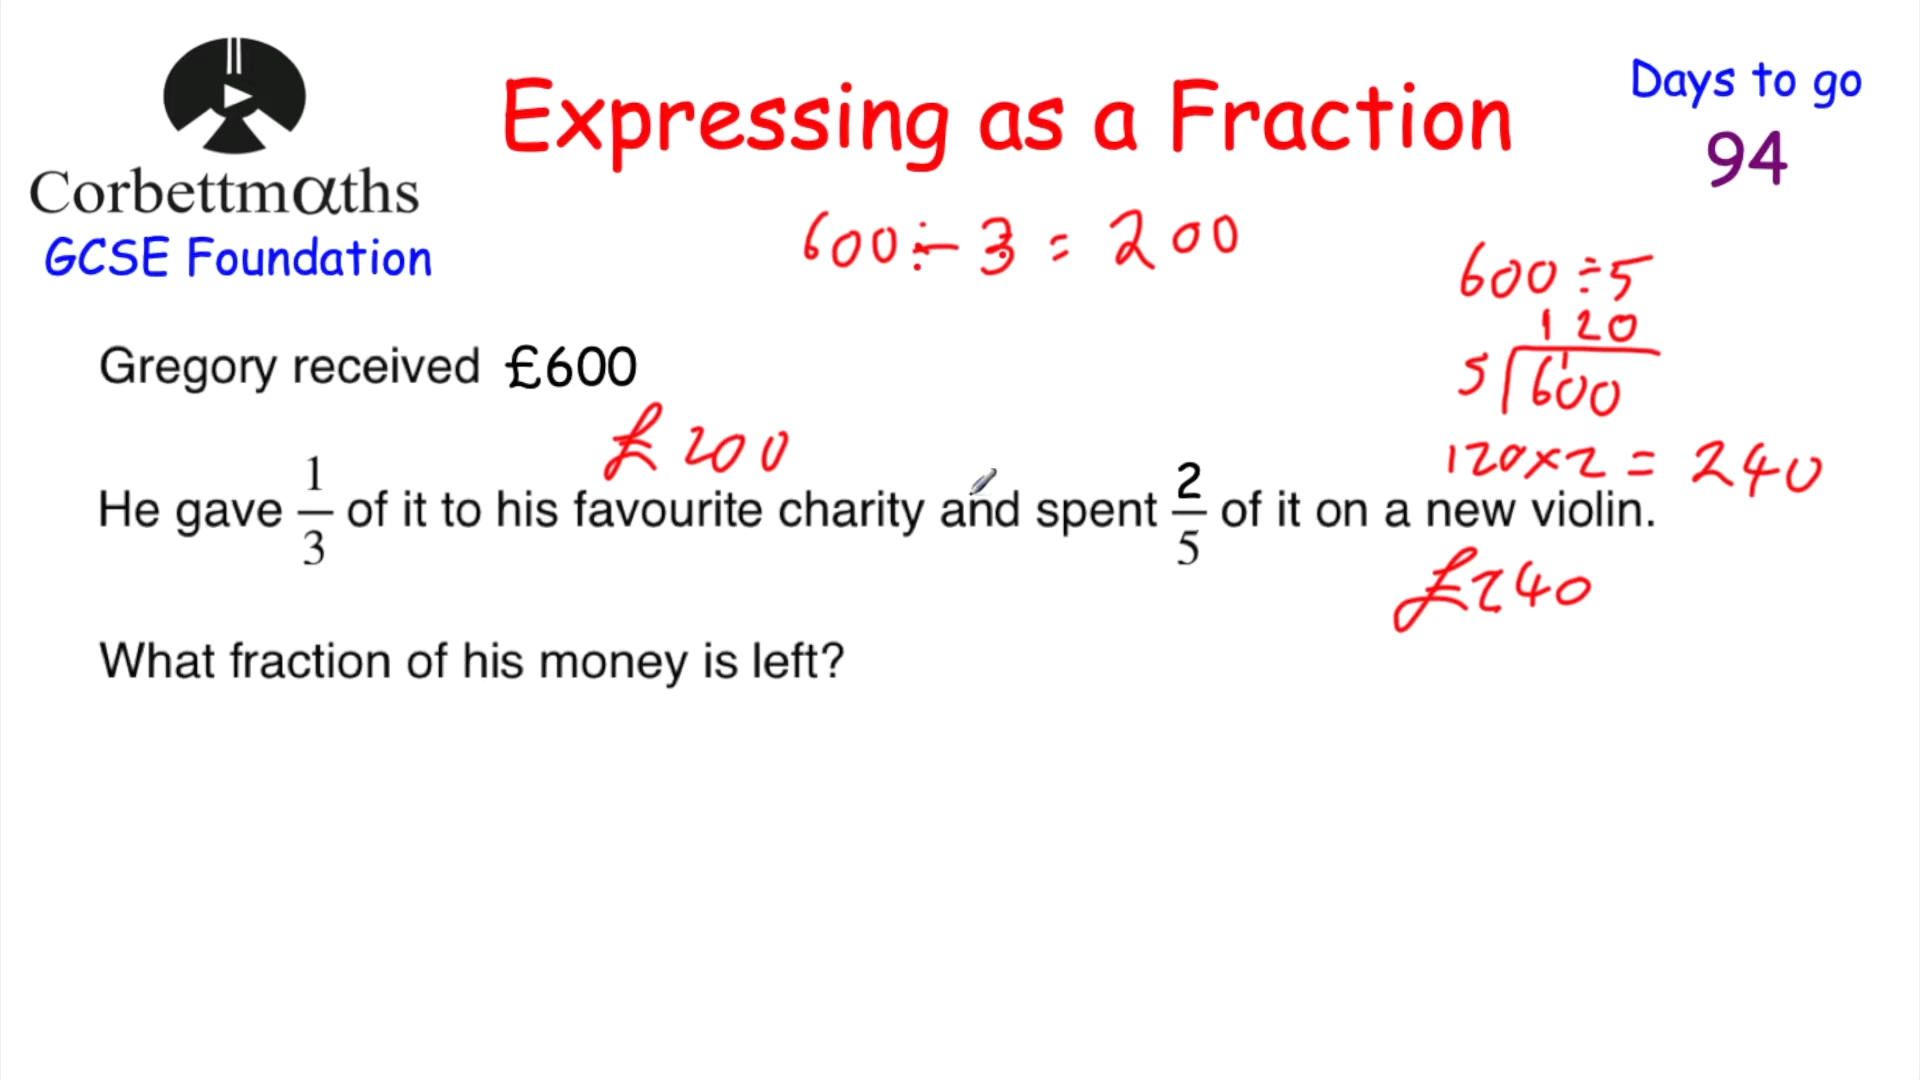 Corbettmαths
GCSE Foundation
Expressing as a Fraction
Days to go
94
600 ÷ 3 = 200
600 ÷ 5
120
5 600
1
120 × 2 = 240
Gregory received £600
£200
He gave 1/3 of it to his favourite charity and spent 2/5 of it on a new violin.
£240
What fraction of his money is left?